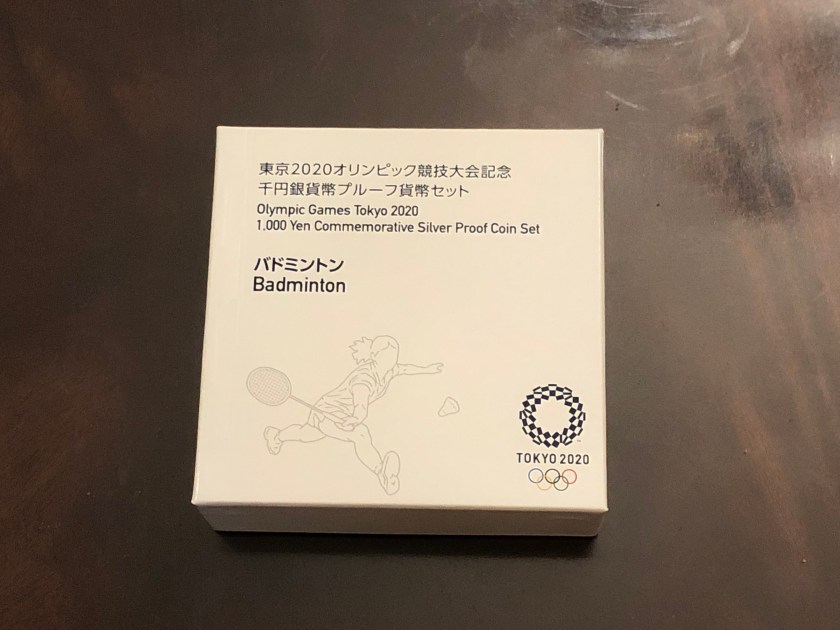 東京2020オリンピック競技大会記念
千円銀貨幣プルーフ貨幣セット
Olympic Games Tokyo 2020
1,000 Yen Commemorative Silver Proof Coin Set
バドミントン
Badminton
TOKYO 2020